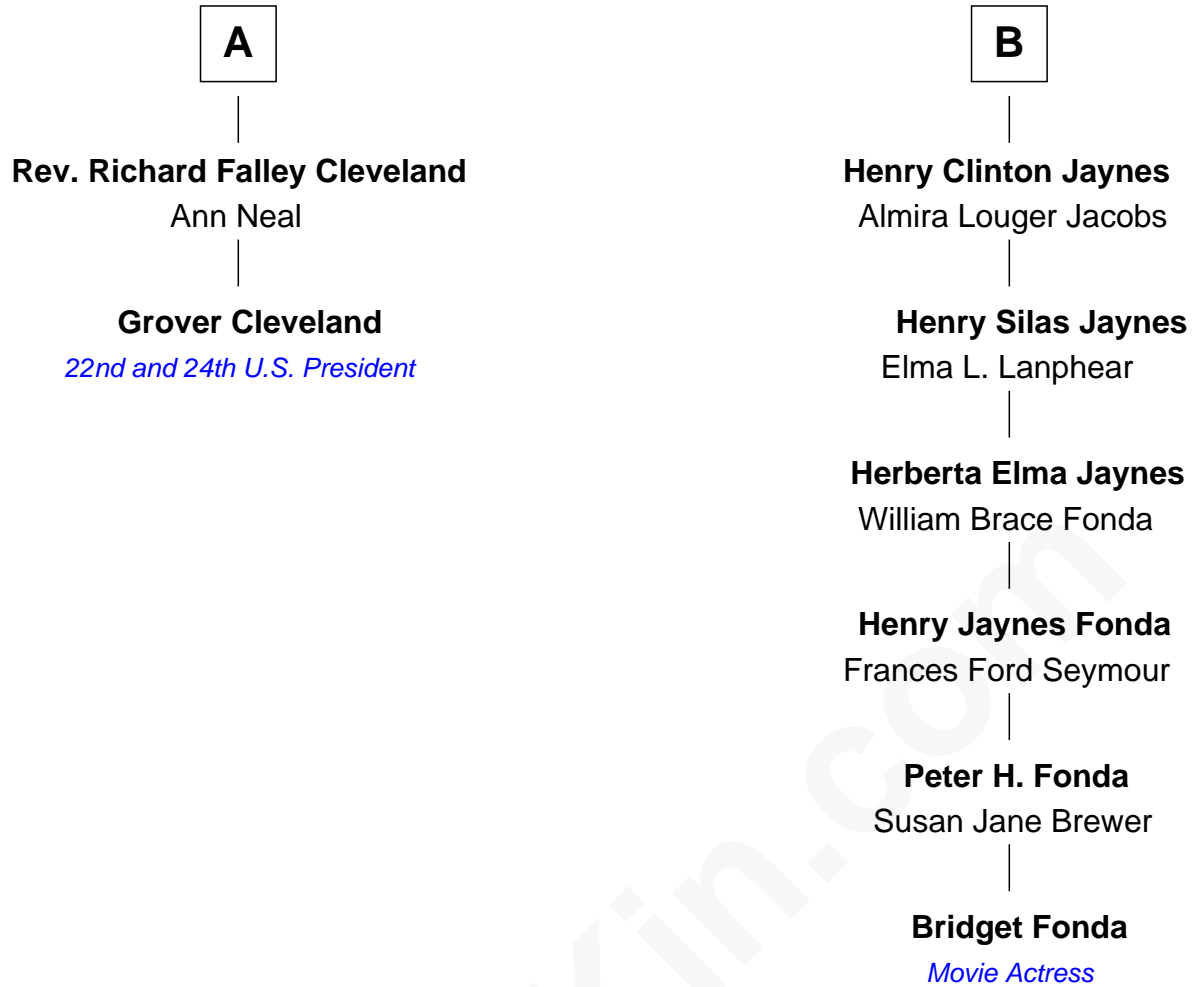 A
Rev. Richard Falley Cleveland
Ann Neal
Grover Cleveland
22nd and 24th U.S. President
B
Henry Clinton Jaynes
Almira Louger Jacobs
Henry Silas Jaynes
Elma L. Lanphear
Herberta Elma Jaynes
William Brace Fonda
Henry Jaynes Fonda
Frances Ford Seymour
Peter H. Fonda
Susan Jane Brewer
Bridget Fonda
Movie Actress